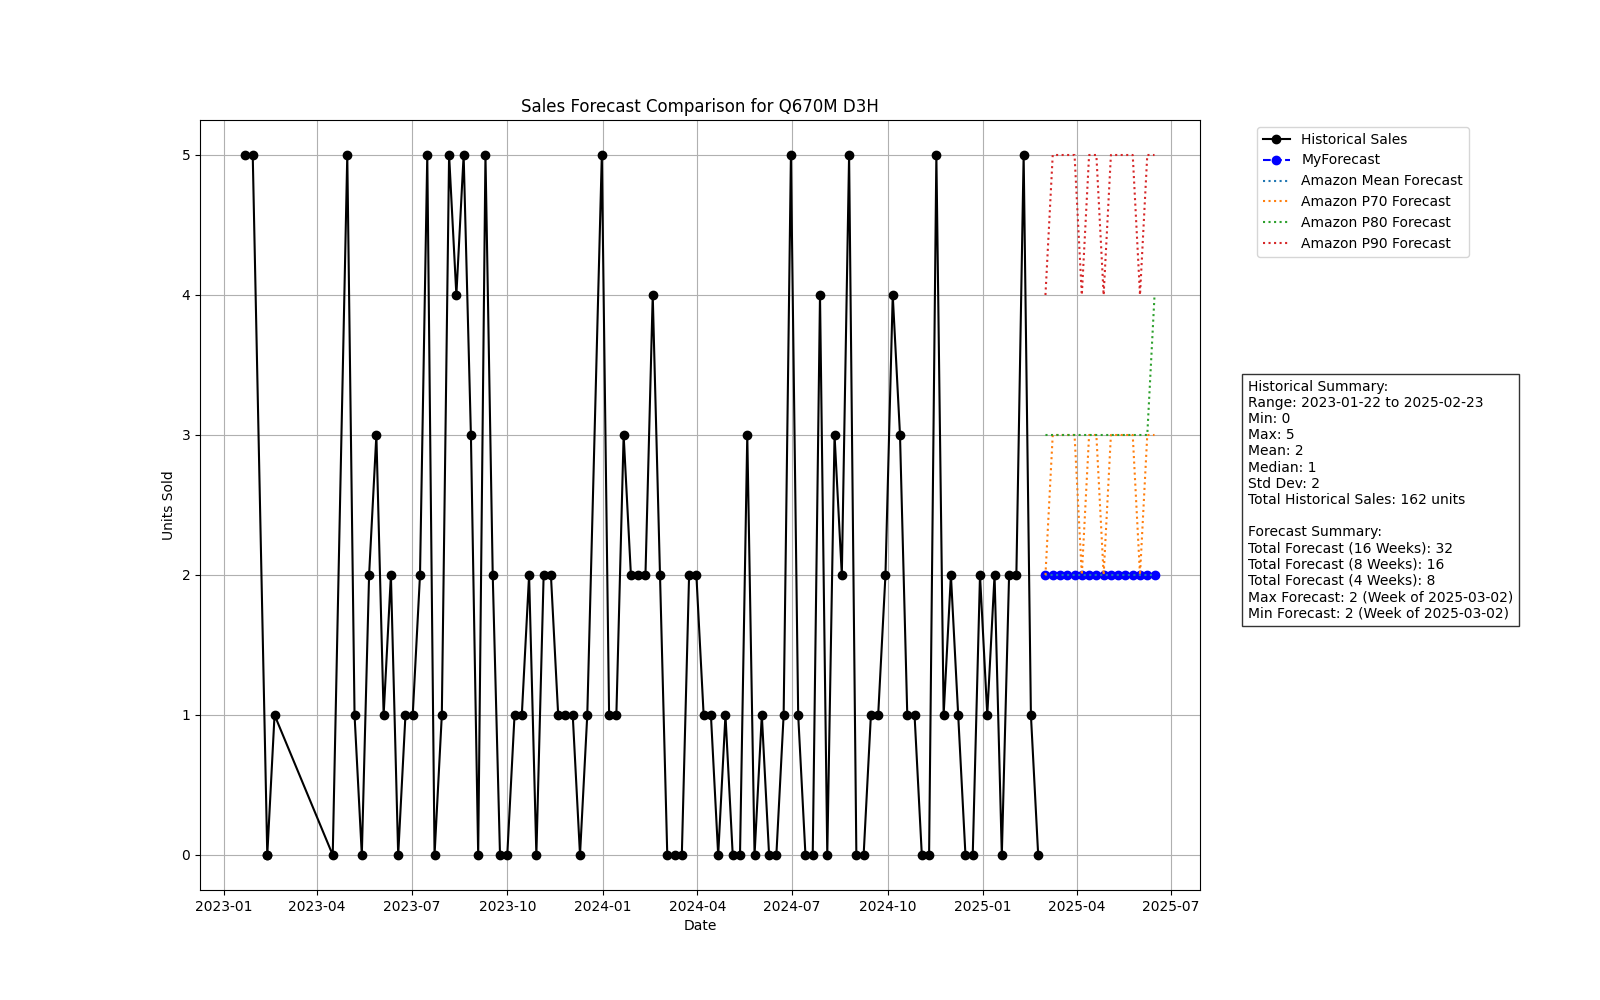 Sales Forecast Comparison for Q670M D3H
Units Sold
5
4
3
2
1
0
2023-01
2023-04
2023-07
2023-10
2024-01
2024-04
2024-07
2024-10
2025-01
2025-04
2025-07
Date
Historical Sales
MyForecast
Amazon Mean Forecast
Amazon P70 Forecast
Amazon P80 Forecast
Amazon P90 Forecast
Historical Summary:
Range: 2023-01-22 to 2025-02-23
Min: 0
Max: 5
Mean: 2
Median: 1
Std Dev: 2
Total Historical Sales: 162 units
Forecast Summary:
Total Forecast (16 Weeks): 32
Total Forecast (8 Weeks): 16
Total Forecast (4 Weeks): 8
Max Forecast: 2 (Week of 2025-03-02)
Min Forecast: 2 (Week of 2025-03-02)